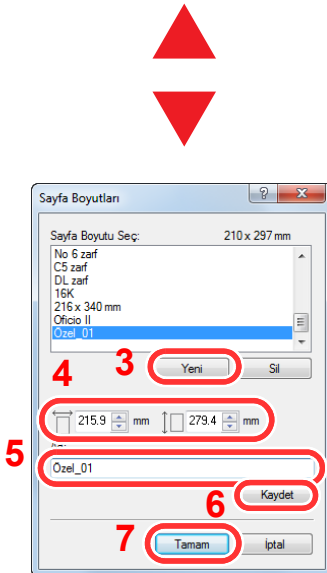 Sayfa Boyutları
Sayfa Boyutu Seç: 210 x 297 mm
No 6 zarf
C5 zarf
DL zarf
16K
216 x 340 mm
Oficio II
Özel_01
3 Yeni Sil
4
215.9 mm 279.4 mm
5
Özel_01
6 Kaydet
7 Tamam İptal